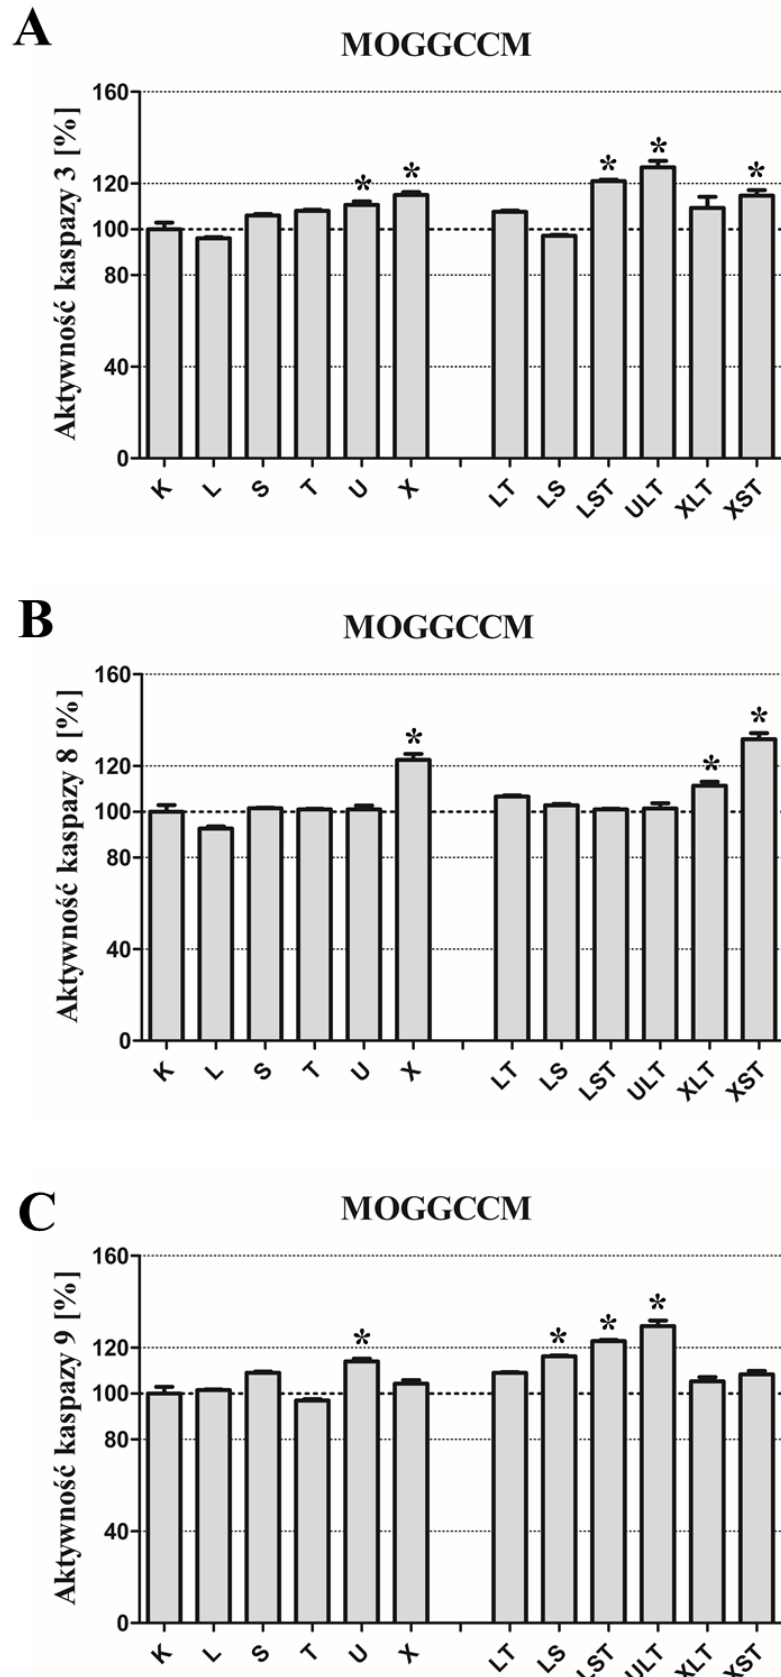 A
MOGGCCM
Aktywność kaspazy 3 [%]
160
120
100
80
40
0
* * * * *
K L S T U X LT LS LST ULT XLT XST
B
MOGGCCM
Aktywność kaspazy 8 [%]
160
120
100
80
40
0
* * *
K L S T U X LT LS LST ULT XLT XST
C
MOGGCCM
Aktywność kaspazy 9 [%]
160
120
100
80
40
0
* * * *
K L S T U X LT LS LST ULT XLT XST